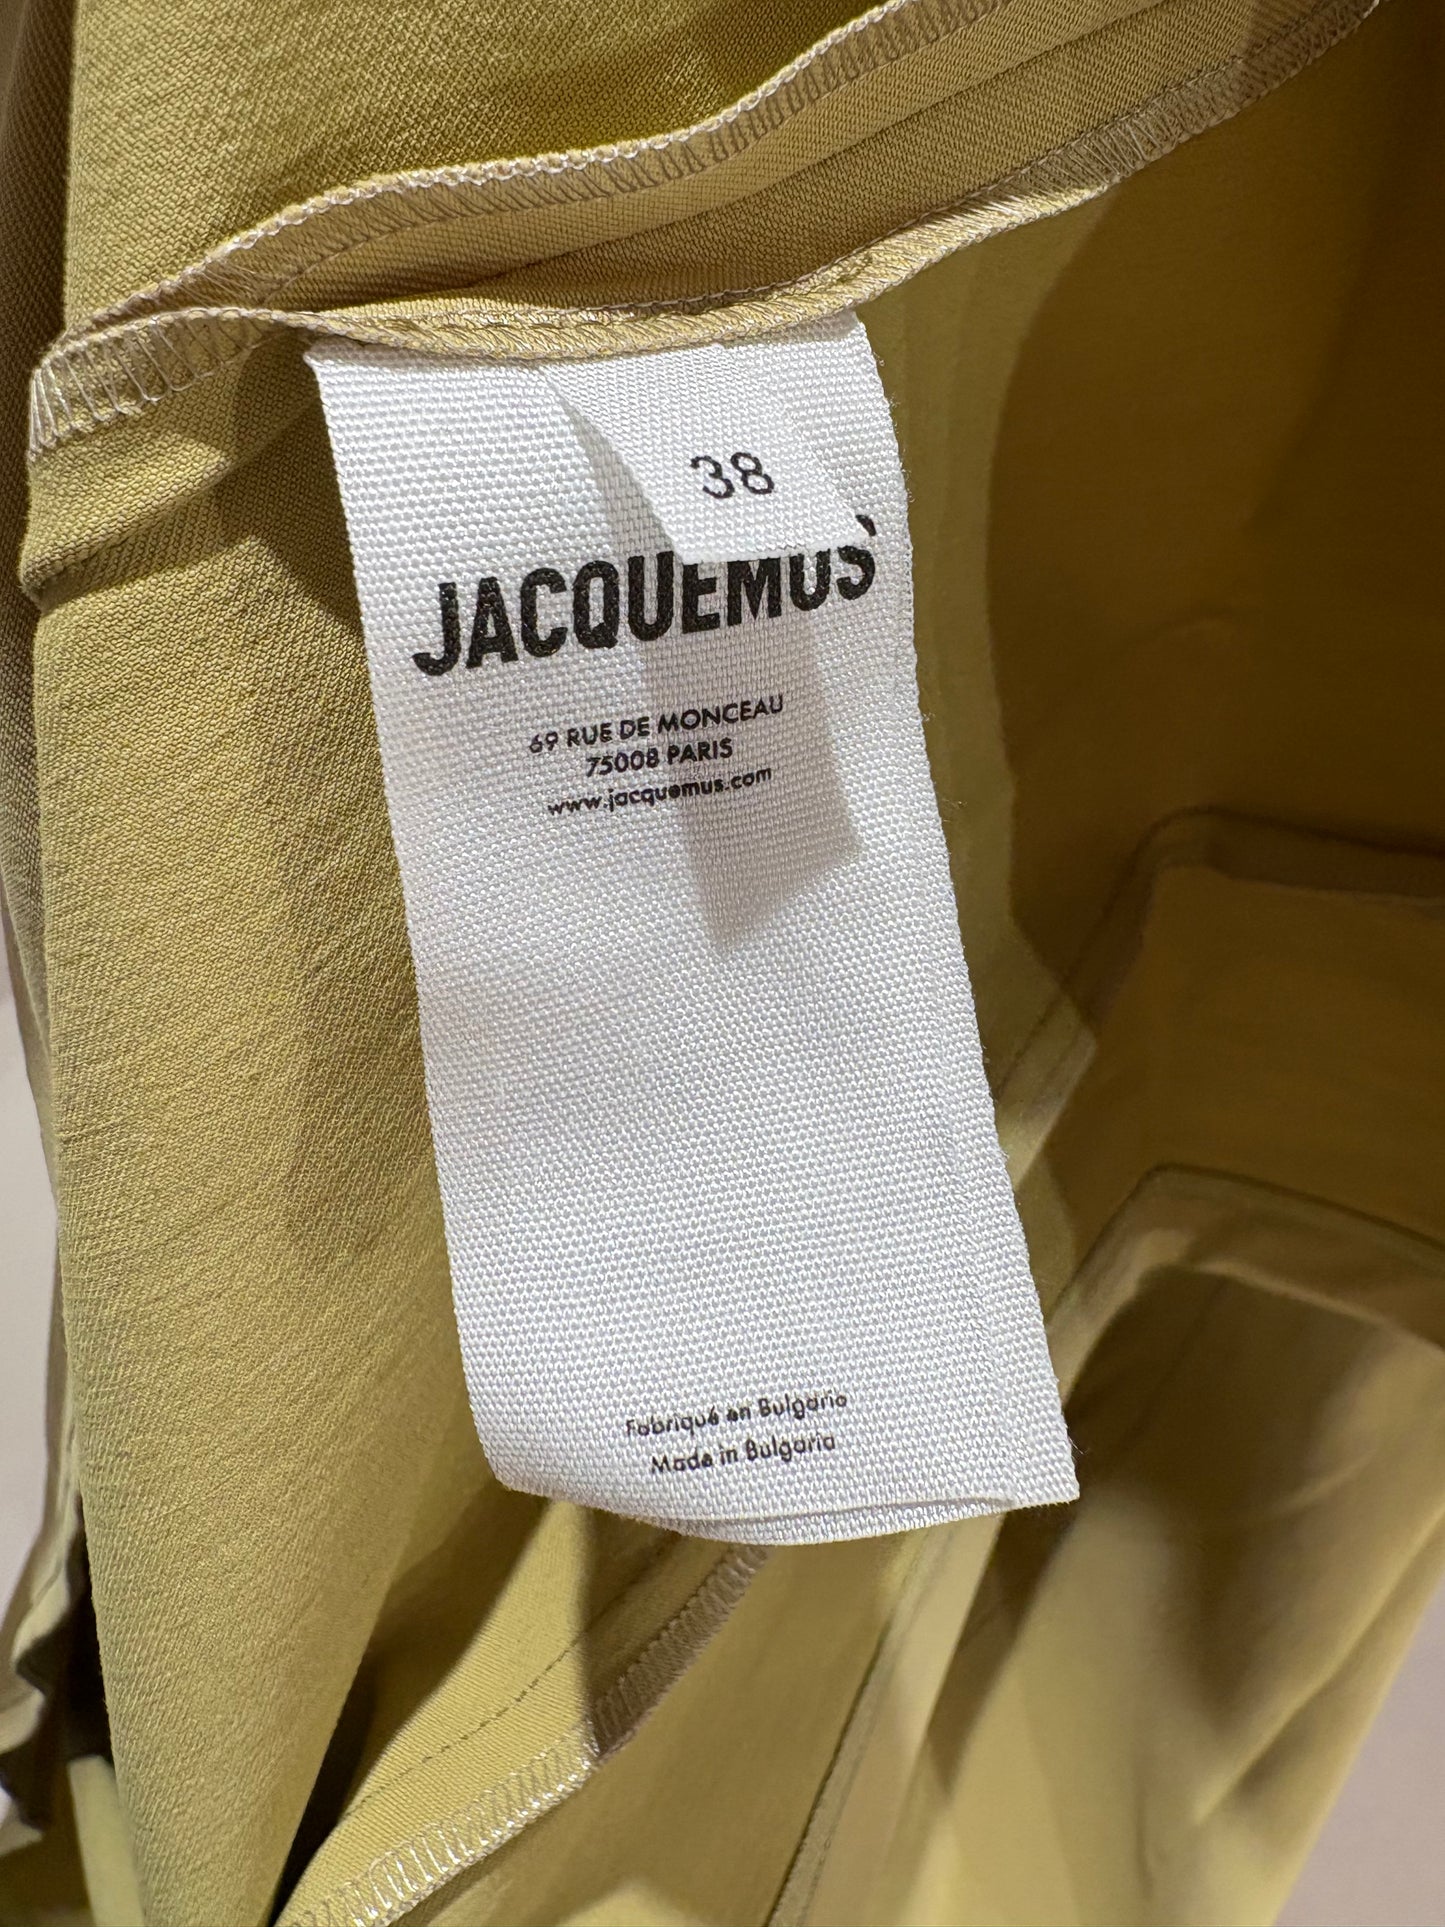 38
JACQUEMUS
69 RUE DE MONCEAU
75008 PARIS
www.jacquemus.com
Fabriqué en Bulgarie
Made in Bulgaria